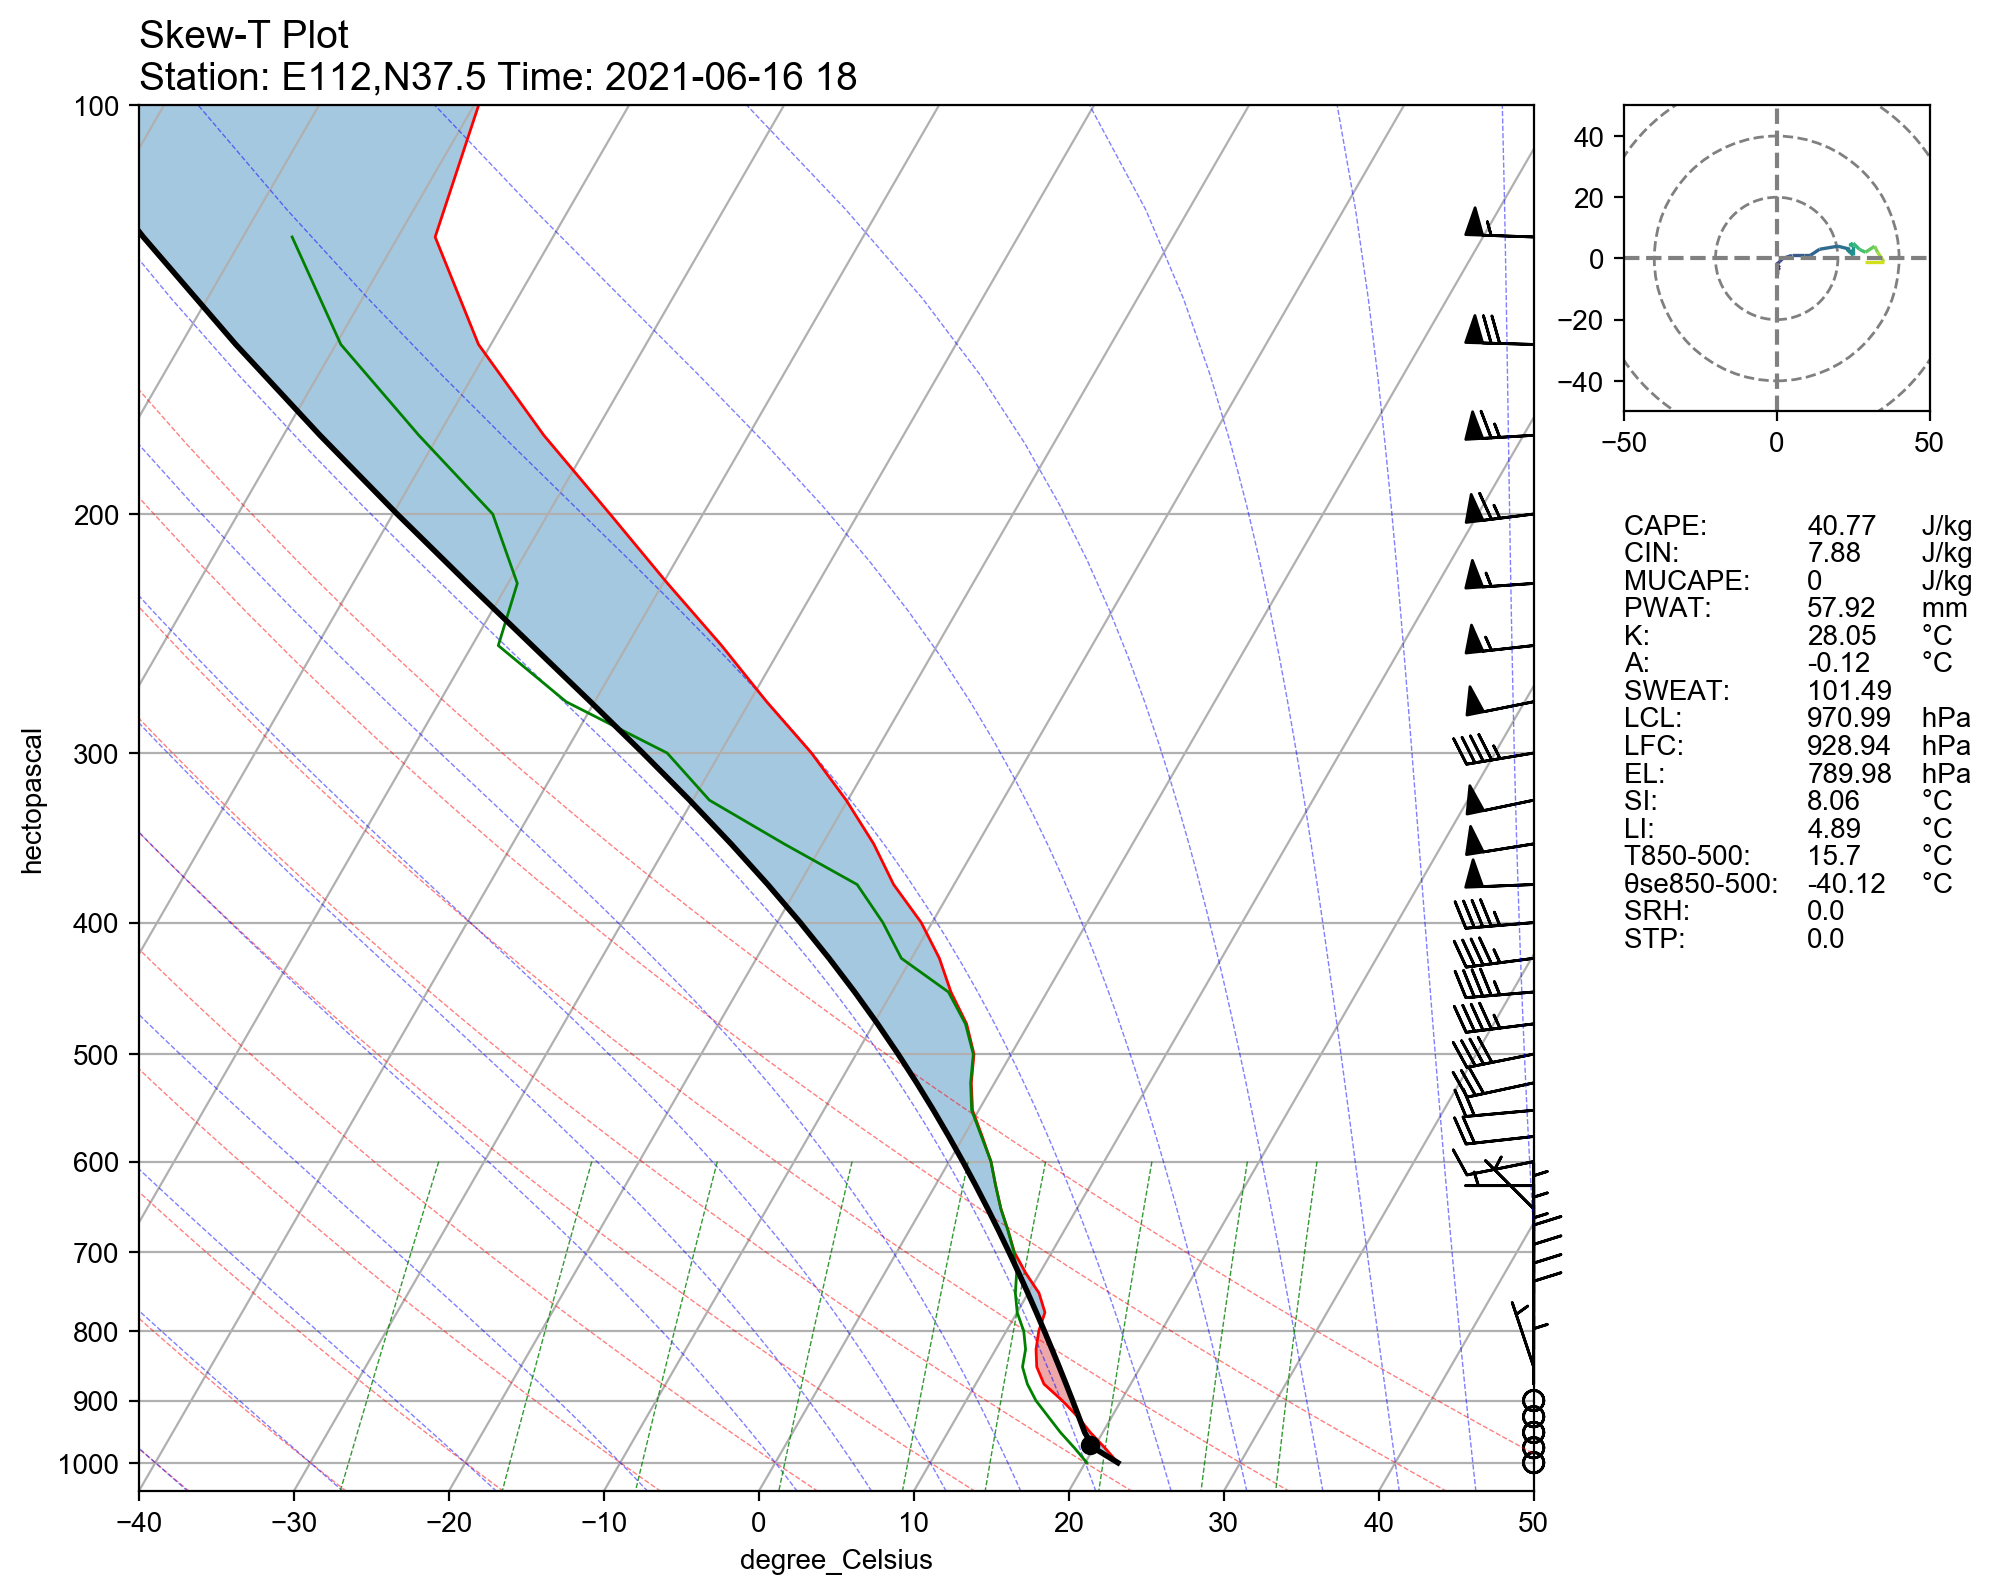 Skew-T Plot
Station: E112,N37.5 Time: 2021-06-16 18
100
200
300
400
500
600
700
800
900
1000
hectopascal
−40
−30
−20
−10
0
10
20
30
40
50
degree_Celsius
40
20
0
−20
−40
−50
0
50
CAPE: 40.77 J/kg
CIN: 7.88 J/kg
MUCAPE: 0 J/kg
PWAT: 57.92 mm
K: 28.05 °C
A: -0.12 °C
SWEAT: 101.49
LCL: 970.99 hPa
LFC: 928.94 hPa
EL: 789.98 hPa
SI: 8.06 °C
LI: 4.89 °C
T850-500: 15.7 °C
θse850-500: -40.12 °C
SRH: 0.0
STP: 0.0